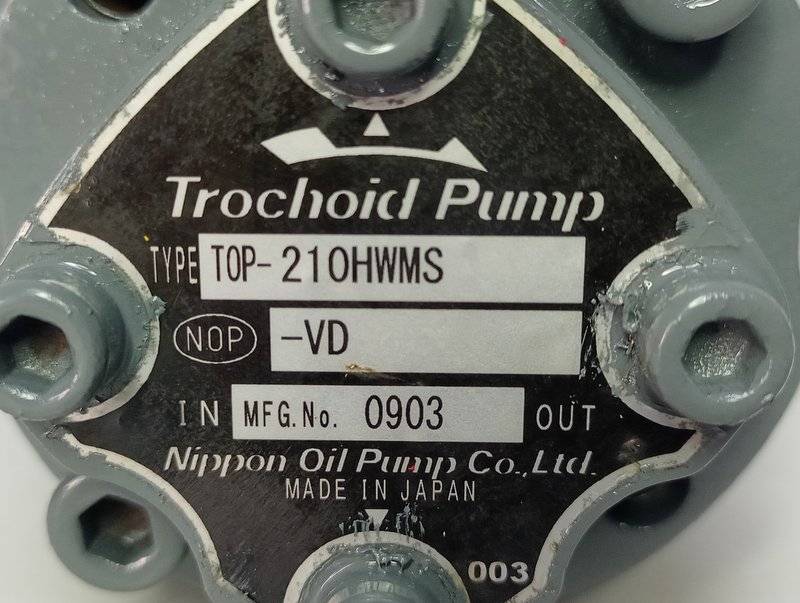 Trochoid Pump
TYPE TOP-210HWMS
NOP -VD
IN MFG.No. 0903 OUT
Nippon Oil Pump Co.,Ltd.
MADE IN JAPAN
003